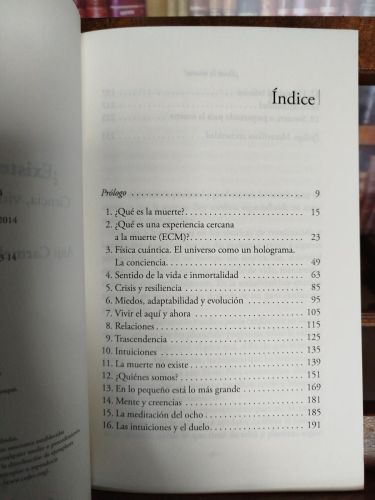 Índice
Prólogo 9
1. ¿Qué es la muerte? 15
2. ¿Qué es una experiencia cercana
a la muerte (ECM)? 23
3. Física cuántica. El universo como un holograma.
La conciencia. 49
4. Sentido de la vida e inmortalidad 63
5. Crisis y resiliencia 85
6. Miedos, adaptabilidad y evolución 95
7. Vivir el aquí y ahora 105
8. Relaciones 115
9. Trascendencia 125
10. Intuiciones 135
11. La muerte no existe 139
12. ¿Quiénes somos? 151
13. En lo pequeño está lo más grande 169
14. Mente y creencias 181
15. La meditación del ocho 185
16. Las intuiciones y el duelo 191
¿Existe
Ciencia, vid
2014